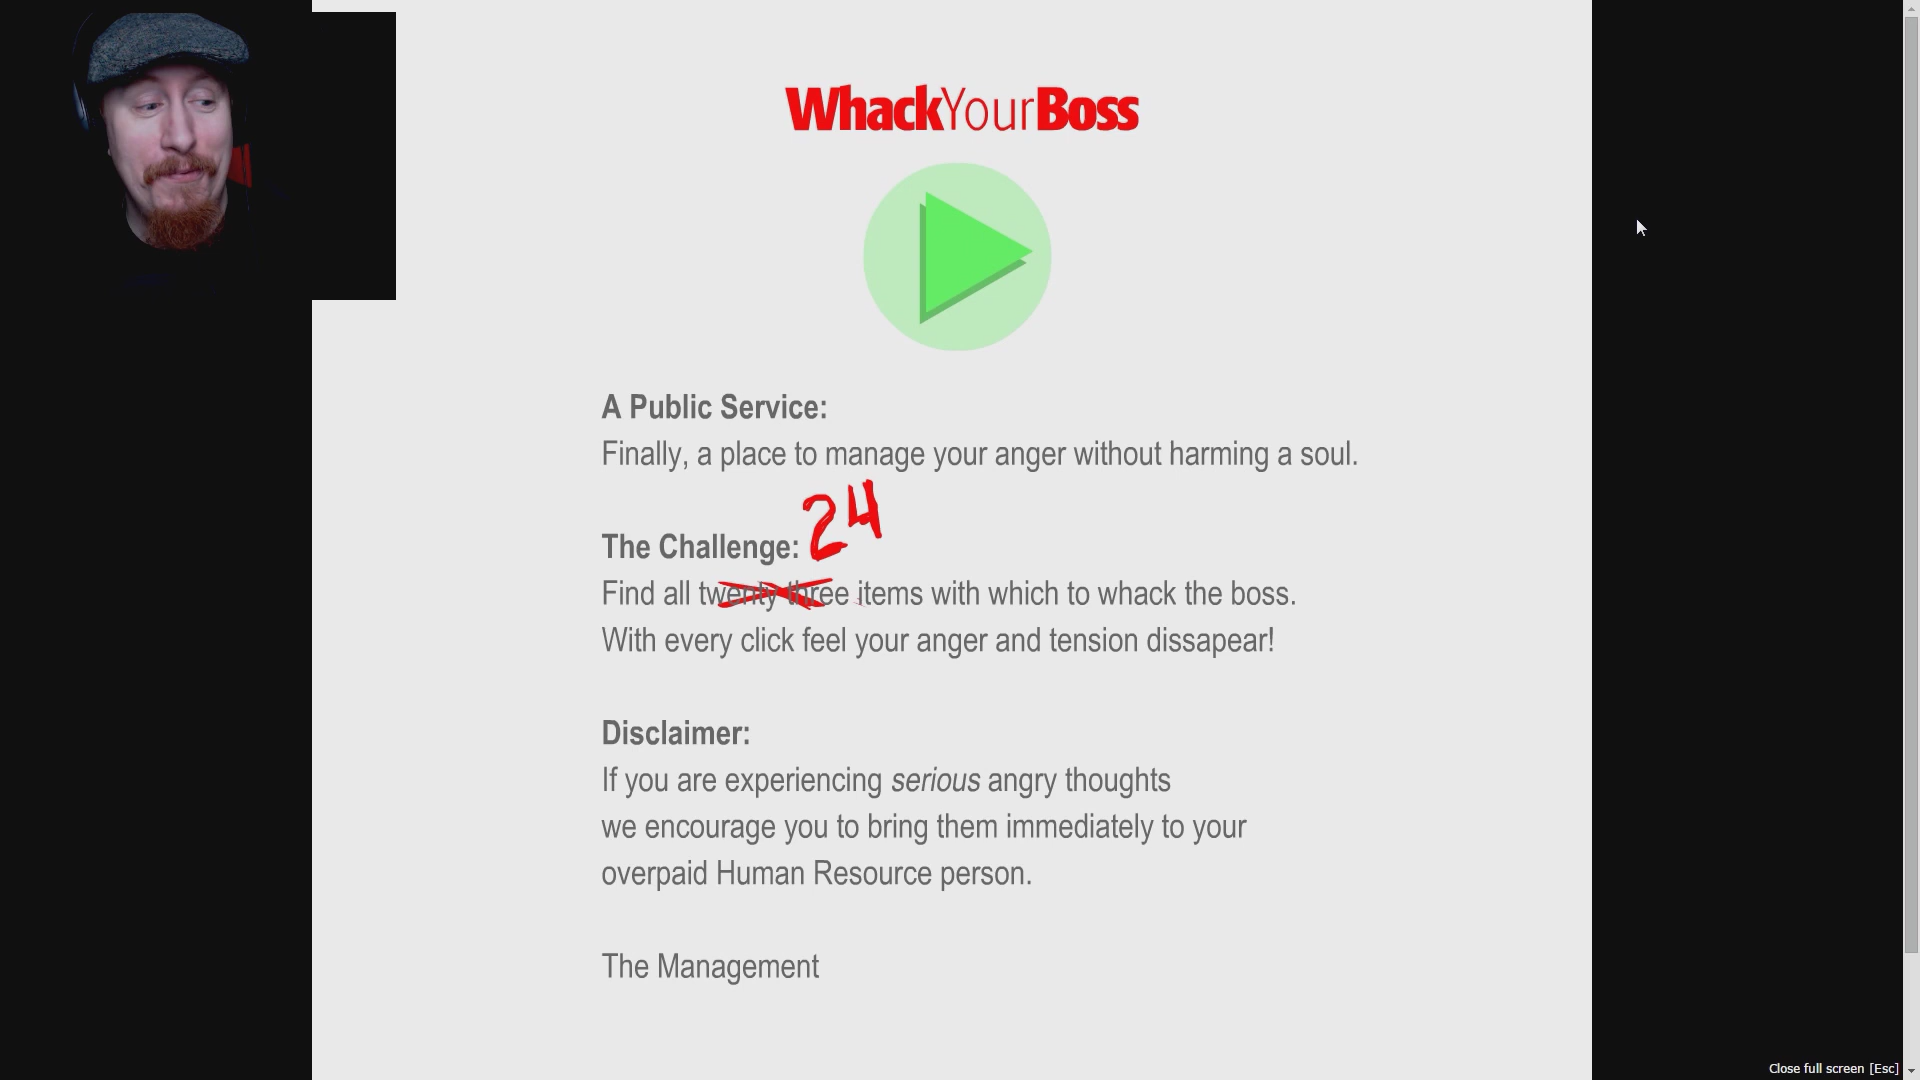 WhackYourBoss
A Public Service:
Finally, a place to manage your anger without harming a soul.
24
The Challenge:
Find all twenty three items with which to whack the boss.
With every click feel your anger and tension dissapear!
Disclaimer:
If you are experiencing serious angry thoughts
we encourage you to bring them immediately to your
overpaid Human Resource person.
The Management
Close full screen [Esc]